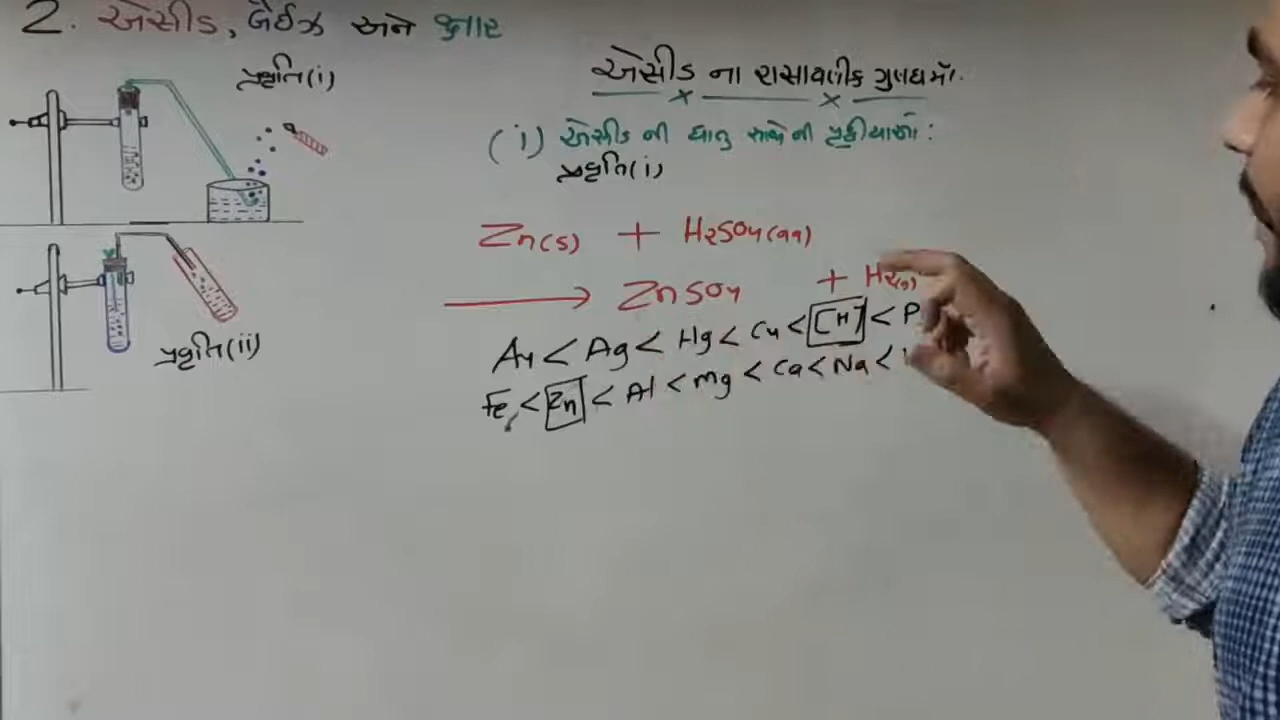 2. એસીડ, બેઈઝ અને ક્ષાર
પ્રવૃતિ(i)
એસીડ ના રાસાયણીક ગુણધર્મો.
(i) એસીડ ની ધાતુ સાથે ની પ્રક્રીયાઓ:
પ્રવૃતિ(i)
Zn(s) + H2SO4(aq)
→ ZnSO4 + H2(g)
Au < Ag < Hg < Cu < [H] < P
Fe < Zn < Al < Mg < Ca < Na <
પ્રવૃતિ(ii)